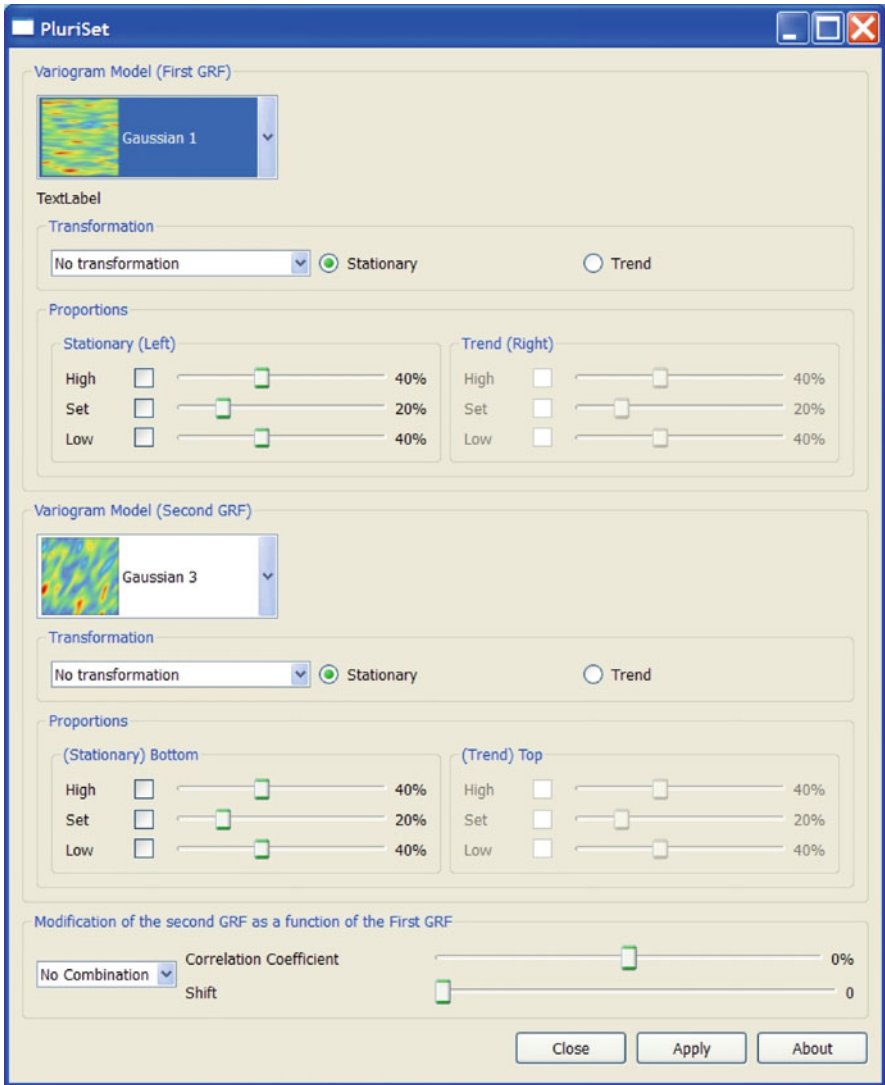 PluriSet
Variogram Model (First GRF)
Gaussian 1
TextLabel
Transformation
No transformation Stationary Trend
Proportions
Stationary (Left) Trend (Right)
High 40% High 40%
Set 20% Set 20%
Low 40% Low 40%
Variogram Model (Second GRF)
Gaussian 3
Transformation
No transformation Stationary Trend
Proportions
(Stationary) Bottom (Trend) Top
High 40% High 40%
Set 20% Set 20%
Low 40% Low 40%
Modification of the second GRF as a function of the First GRF
No Combination Correlation Coefficient 0%
Shift 0
Close Apply About